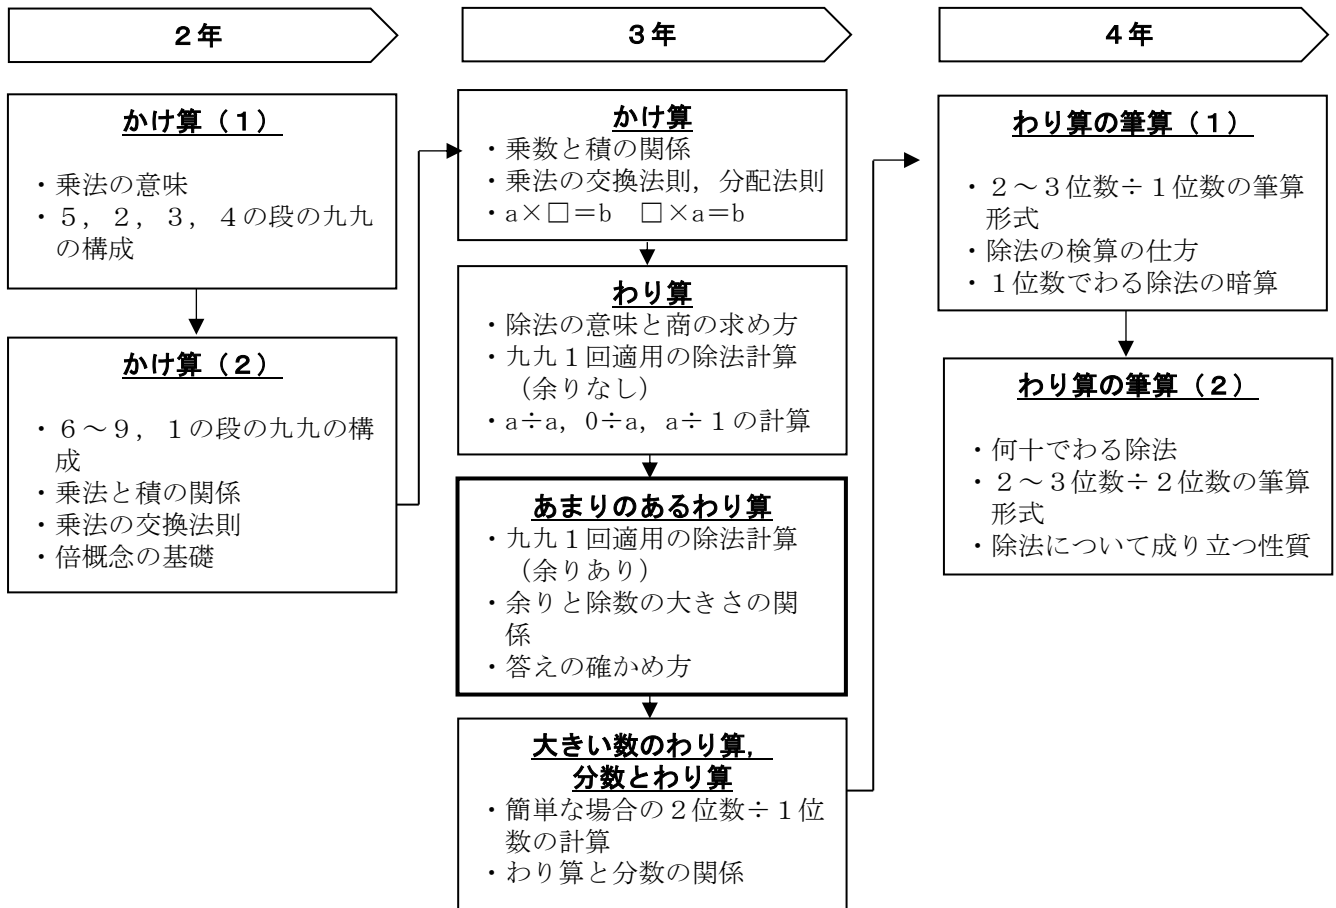 ２年
かけ算（１）
・乗法の意味
・５，２，３，４の段の九九
の構成
かけ算（２）
・６～９，１の段の九九の構
成
・乗法と積の関係
・乗法の交換法則
・倍概念の基礎
３年
かけ算
・乗数と積の関係
・乗法の交換法則，分配法則
・a×□＝b　□×a＝b
わり算
・除法の意味と商の求め方
・九九１回適用の除法計算
（余りなし）
・a÷a，0÷a，a÷１の計算
あまりのあるわり算
・九九１回適用の除法計算
（余りあり）
・余りと除数の大きさの関
係
・答えの確かめ方
大きい数のわり算，
分数とわり算
・簡単な場合の２位数÷１位
数の計算
・わり算と分数の関係
４年
わり算の筆算（１）
・２～３位数÷１位数の筆算
形式
・除法の検算の仕方
・１位数でわる除法の暗算
わり算の筆算（２）
・何十でわる除法
・２～３位数÷２位数の筆算
形式
・除法について成り立つ性質